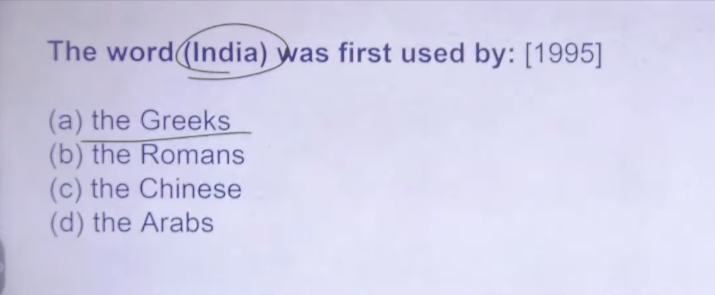 The word (India) was first used by: [1995]
(a) the Greeks
(b) the Romans
(c) the Chinese
(d) the Arabs